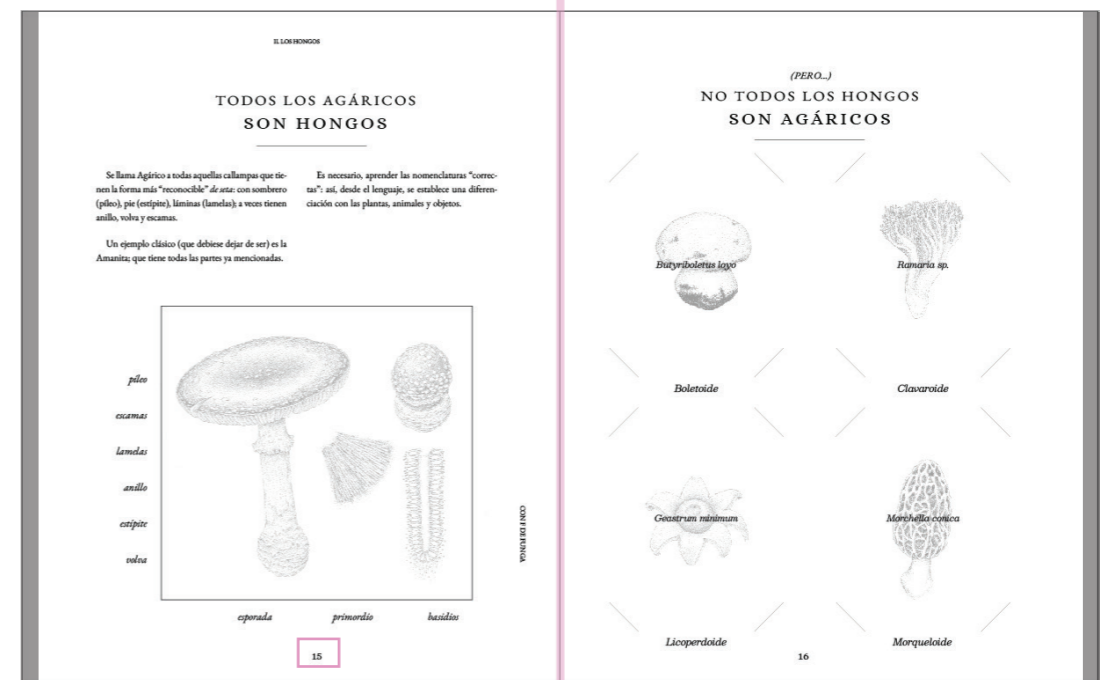 II. LOS HONGOS
TODOS LOS AGÁRICOS
SON HONGOS
Se llama Agárico a todas aquellas callampas que tie-
nen la forma más “reconocible” de seta: con sombrero
(píleo), pie (estípite), láminas (lamelas); a veces tienen
anillo, volva y escamas.
Un ejemplo clásico (que debiese dejar de ser) es la
Amanita; que tiene todas las partes ya mencionadas.
Es necesario, aprender las nomenclaturas “correc-
tas”: así, desde el lenguaje, se establece una diferen-
ciación con las plantas, animales y objetos.
píleo
escamas
lamelas
anillo
estípite
volva
esporada
primordio
basidios
CONTI DE FUNGA
15
(PERO...)
NO TODOS LOS HONGOS
SON AGÁRICOS
Butyriboletus loyo
Ramaria sp.
Boletoide
Clavaroide
Geastrum minimum
Morchella conica
Licoperdoide
Morqueloide
16